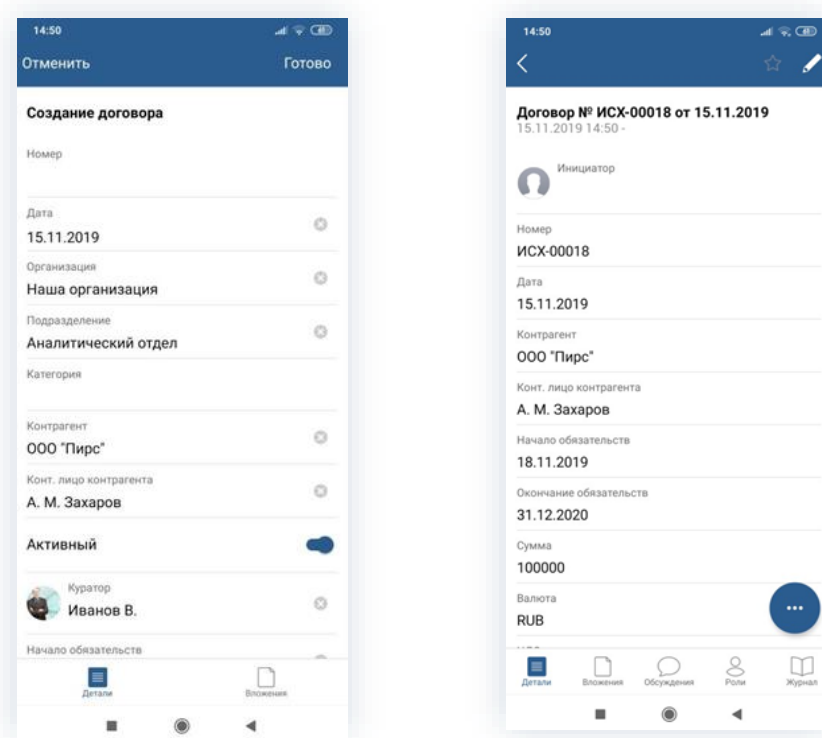 14:50
Отменить Готово
Создание договора
Номер
Дата
15.11.2019
Организация
Наша организация
Подразделение
Аналитический отдел
Категория
Контрагент
ООО "Пирс"
Конт. лицо контрагента
А. М. Захаров
Активный
Куратор
Иванов В.
Начало обязательств
Детали Вложения
14:50
Договор № ИСХ-00018 от 15.11.2019
15.11.2019 14:50 -
Инициатор
Номер
ИСХ-00018
Дата
15.11.2019
Контрагент
ООО "Пирс"
Конт. лицо контрагента
А. М. Захаров
Начало обязательств
18.11.2019
Окончание обязательств
31.12.2020
Сумма
100000
Валюта
RUB
Детали Вложения Обсуждения Роли Журнал